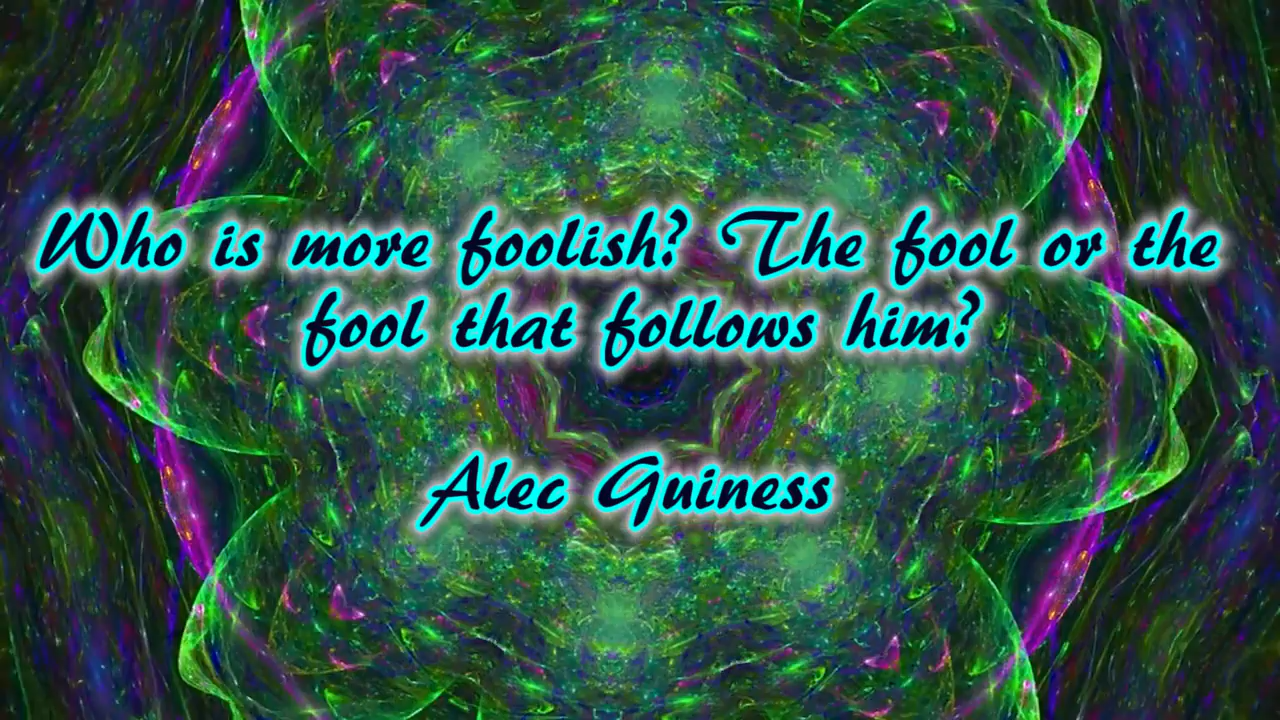 Who is more foolish? The fool or the
fool that follows him?
Alec Guiness